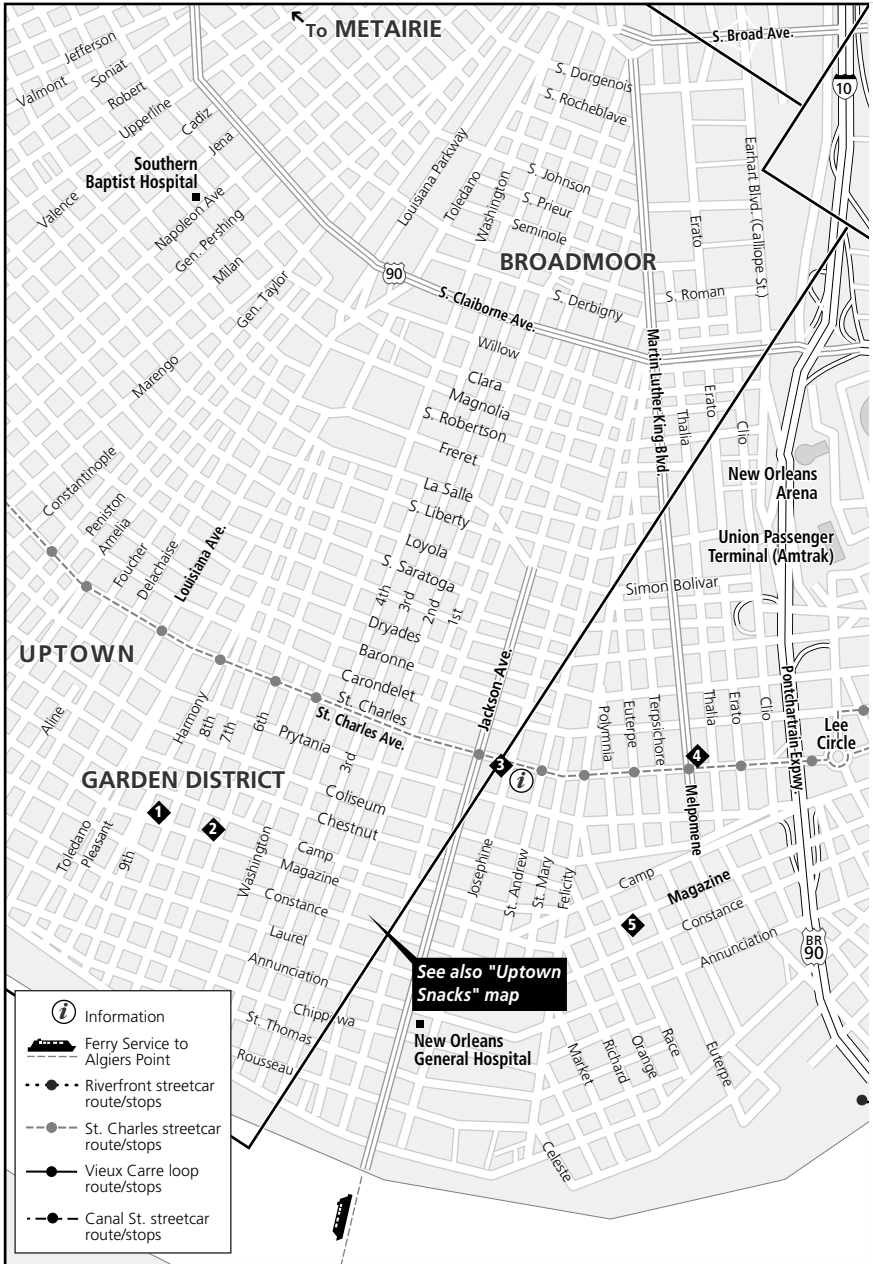 To METAIRIE
S. Broad Ave.
Jefferson
Soniat
Valmont
Robert
Upperline
Cadiz
Jena
S. Dorgenois
S. Rocheblave
10
Southern
Baptist Hospital
Valence
Napoleon Ave
Gen. Pershing
Milan
Gen. Taylor
Louisiana Parkway
Toledano
Washington
S. Johnson
S. Prieur
Seminole
Erato
Earhart Blvd. (Calliope St.)
BROADMOOR
90
S. Claiborne Ave.
S. Derbigny
S. Roman
Marengo
Willow
Clara
Magnolia
S. Robertson
Freret
Martin Luther King Blvd.
Thalia
Erato
Clio
New Orleans
Arena
Constantinople
Peniston
Amelia
Foucher
Delachaise
Louisiana Ave.
La Salle
S. Liberty
Loyola
S. Saratoga
Union Passenger
Terminal (Amtrak)
Simon Bolivar
4th
3rd
2nd
1st
Dryades
Baronne
Carondelet
St. Charles
St. Charles Ave.
Jackson Ave.
UPTOWN
Aline
Harmony
8th
7th
6th
Prytania
3rd
Polymnia
Euterpe
Terpsichore
Thalia
Erato
Clio
Pontchartrain Expwy.
Lee
Circle
3
i
4
Melpomene
GARDEN DISTRICT
1
2
Coliseum
Chestnut
Toledano
Pleasant
9th
Washington
Camp
Magazine
Constance
Laurel
Annunciation
Chippewa
St. Thomas
Rousseau
Josephine
St. Andrew
St. Mary
Felicity
Camp
Magazine
Constance
Annunciation
5
BR
90
See also "Uptown
Snacks" map
New Orleans
General Hospital
Market
Richard
Orange
Race
Euterpe
Celeste
i Information
Ferry Service to
Algiers Point
Riverfront streetcar
route/stops
St. Charles streetcar
route/stops
Vieux Carre loop
route/stops
Canal St. streetcar
route/stops